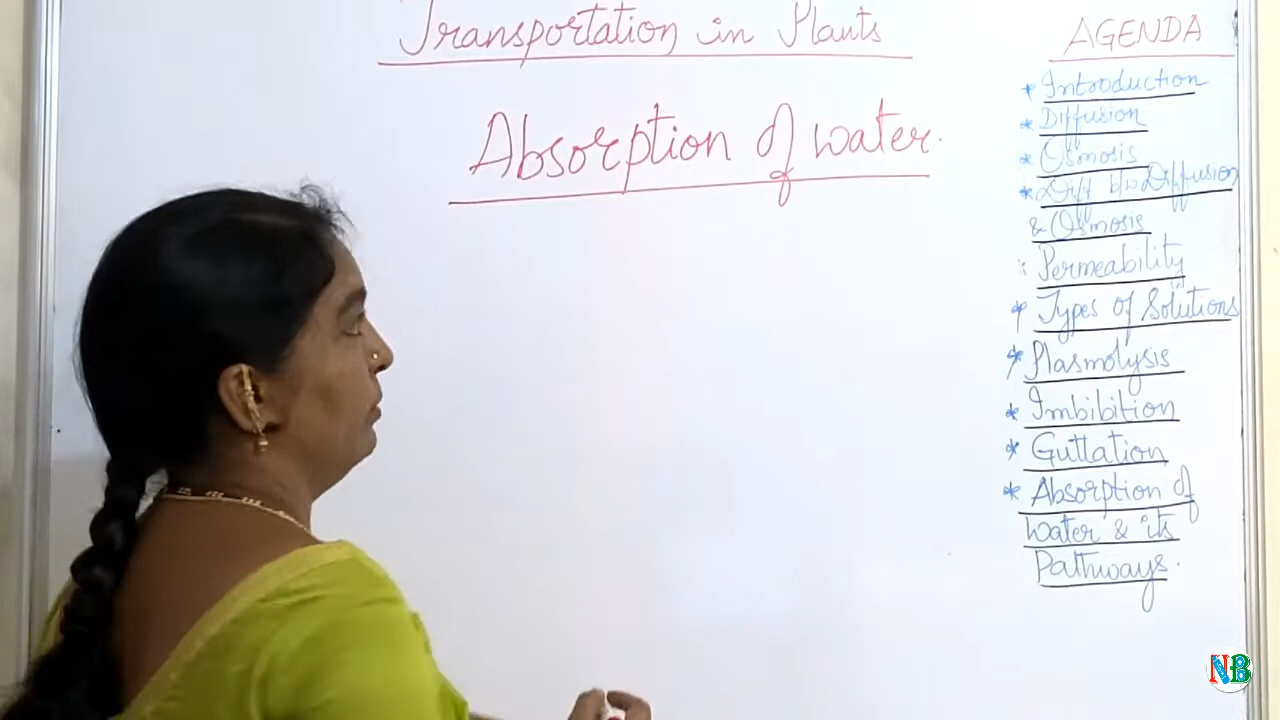 Transportation in Plants
Absorption of water.
AGENDA
* Introduction
* Diffusion
* Osmosis
* Diff b/w Diffusion
& Osmosis
* Permeability
* Types of Solutions
* Plasmolysis
* Imbibition
* Guttation
* Absorption of
Water & its
Pathways.
NB